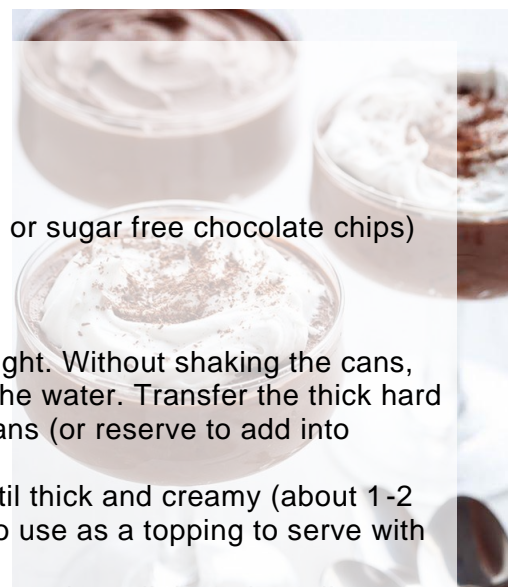 or sugar free chocolate chips)
ght. Without shaking the cans,
he water. Transfer the thick hard
ans (or reserve to add into
til thick and creamy (about 1-2
o use as a topping to serve with